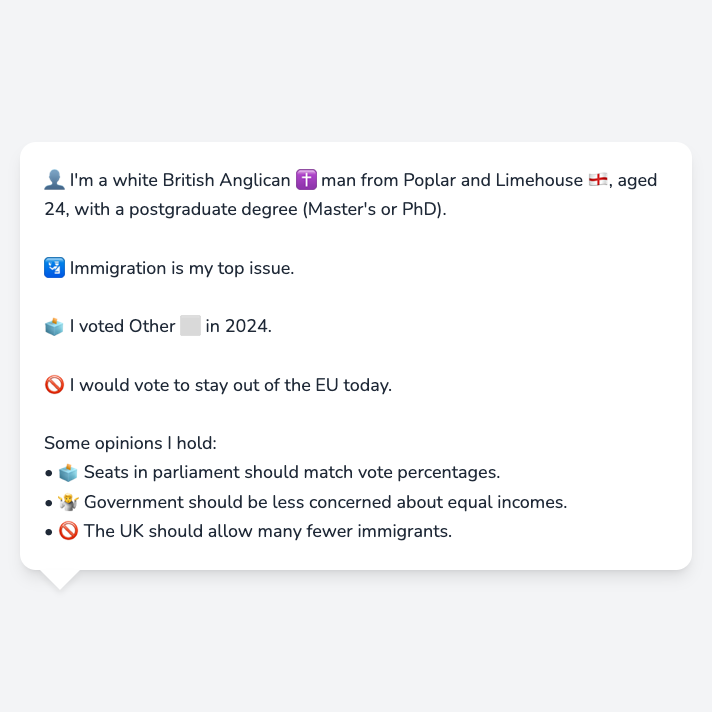 👤 I'm a white British Anglican ✝️ man from Poplar and Limehouse 🏴󠁧󠁢󠁥󠁮󠁧󠁿, aged
24, with a postgraduate degree (Master's or PhD).
🛂 Immigration is my top issue.
🗳️ I voted Other ⬜ in 2024.
🚫 I would vote to stay out of the EU today.
Some opinions I hold:
• 🗳️ Seats in parliament should match vote percentages.
• 🤷 Government should be less concerned about equal incomes.
• 🚫 The UK should allow many fewer immigrants.